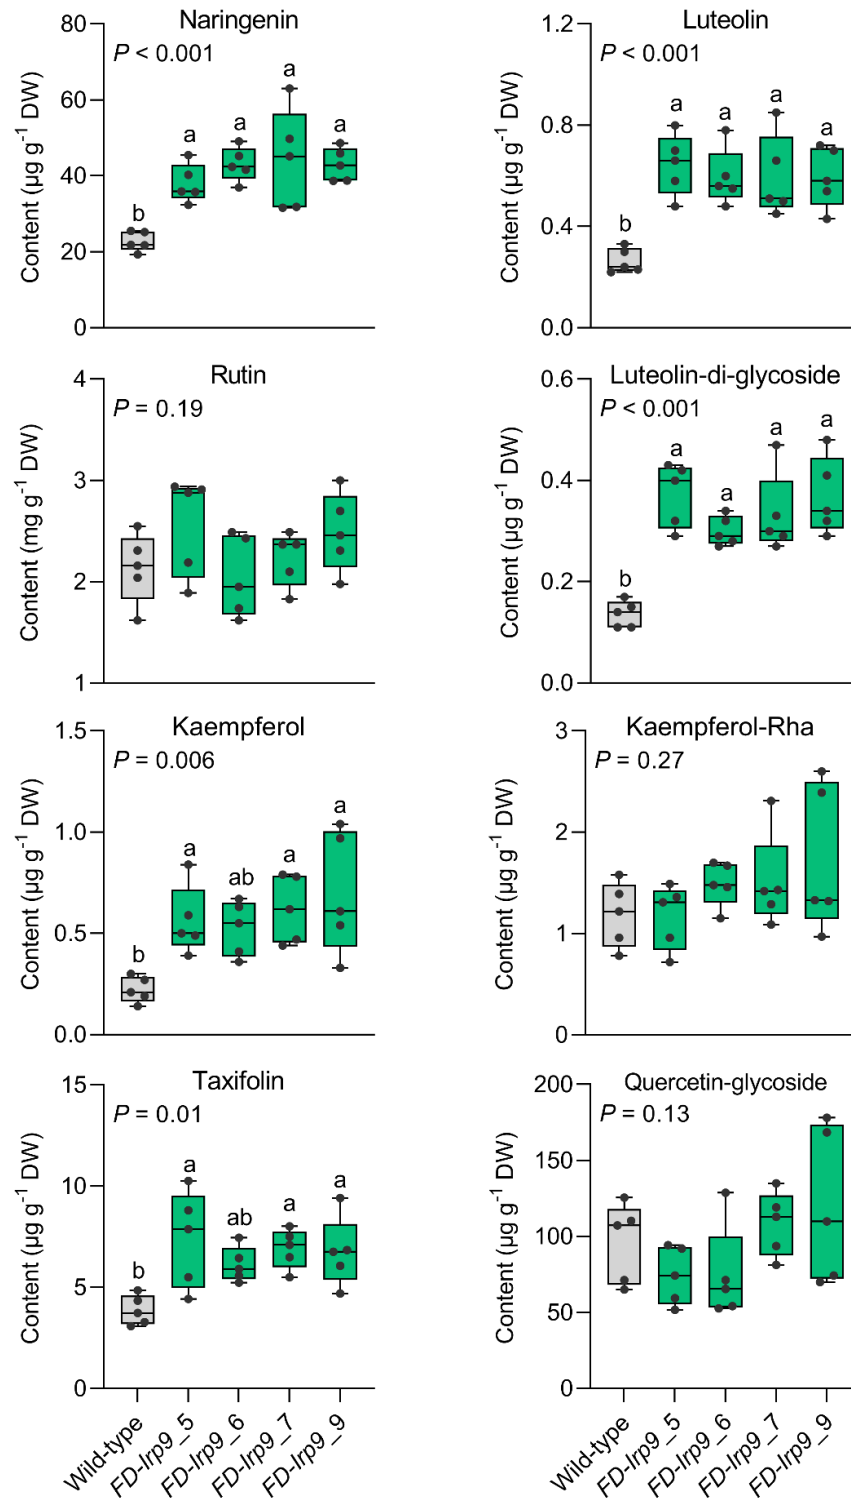 Naringenin
P < 0.001
Content (µg g⁻¹ DW)
80
60
40
20
0
b
a
a
a
a
Luteolin
P < 0.001
Content (µg g⁻¹ DW)
1.2
0.8
0.4
0.0
b
a
a
a
a
Rutin
P = 0.19
Content (mg g⁻¹ DW)
4
3
2
1
Luteolin-di-glycoside
P < 0.001
Content (µg g⁻¹ DW)
0.6
0.4
0.2
0.0
b
a
a
a
a
Kaempferol
P = 0.006
Content (µg g⁻¹ DW)
1.5
1.0
0.5
0.0
b
a
ab
a
a
Kaempferol-Rha
P = 0.27
Content (µg g⁻¹ DW)
3
2
1
0
Taxifolin
P = 0.01
Content (µg g⁻¹ DW)
15
10
5
0
b
a
ab
a
a
Wild-type
FD-lrp9_5
FD-lrp9_6
FD-lrp9_7
FD-lrp9_9
Quercetin-glycoside
P = 0.13
Content (µg g⁻¹ DW)
200
150
100
50
0
Wild-type
FD-lrp9_5
FD-lrp9_6
FD-lrp9_7
FD-lrp9_9